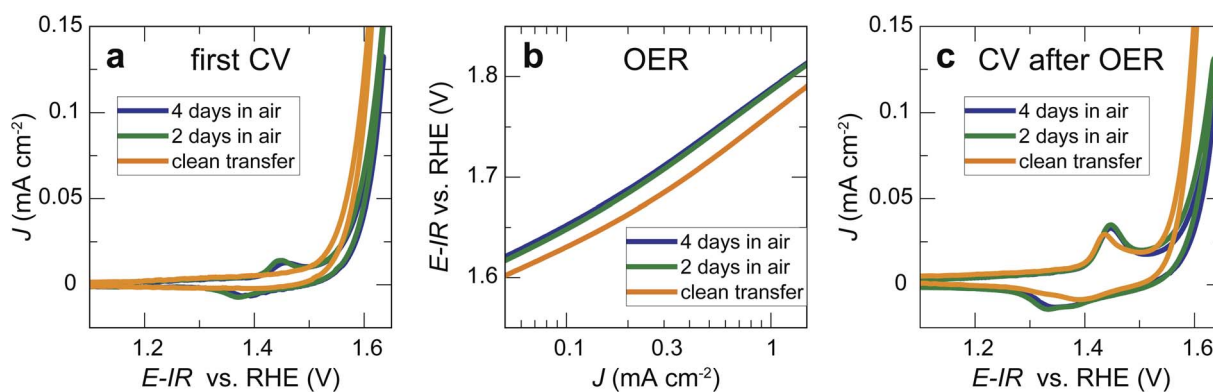 a first CV
4 days in air
2 days in air
clean transfer
J (mA cm-2)
0.15
0.1
0.05
0
1.2 1.4 1.6
E-IR vs. RHE (V)
b OER
4 days in air
2 days in air
clean transfer
E-IR vs. RHE (V)
1.8
1.7
1.6
0.1 0.3 1
J (mA cm-2)
c CV after OER
4 days in air
2 days in air
clean transfer
J (mA cm-2)
0.15
0.1
0.05
0
1.2 1.4 1.6
E-IR vs. RHE (V)